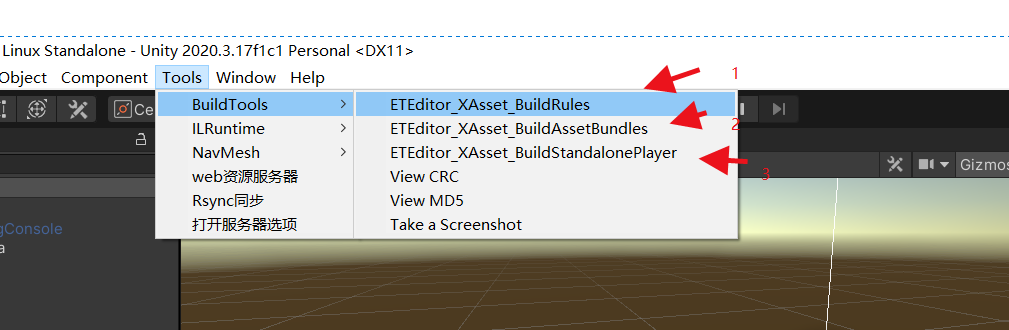 Linux Standalone - Unity 2020.3.17f1c1 Personal <DX11>
Object Component Tools Window Help
BuildTools > ETEditor_XAsset_BuildRules 1
Ce
ILRuntime > ETEditor_XAsset_BuildAssetBundles 2
NavMesh > ETEditor_XAsset_BuildStandalonePlayer 3
Gizmos
web资源服务器 View CRC
Rsync同步 View MD5
打开服务器选项 Take a Screenshot
gConsole
a